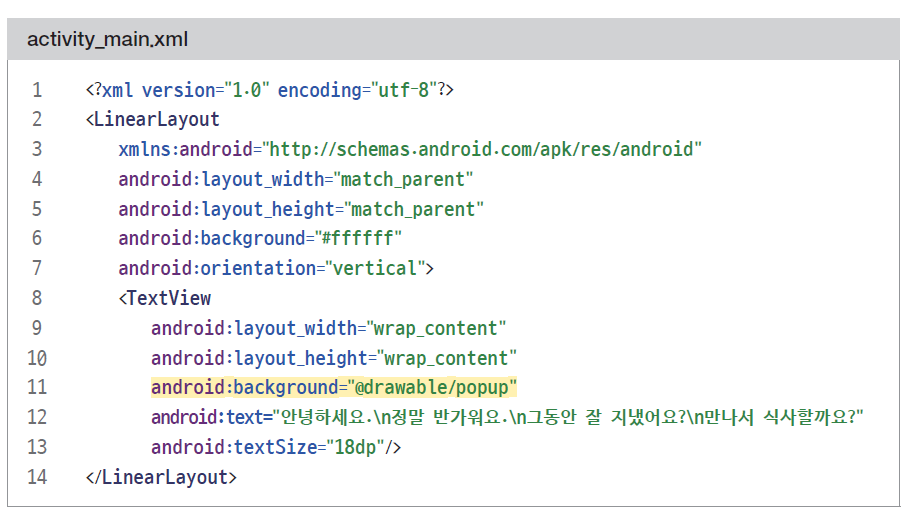 activity_main.xml
1 <?xml version="1.0" encoding="utf-8"?>
2 <LinearLayout
3 xmlns:android="http://schemas.android.com/apk/res/android"
4 android:layout_width="match_parent"
5 android:layout_height="match_parent"
6 android:background="#ffffff"
7 android:orientation="vertical">
8 <TextView
9 android:layout_width="wrap_content"
10 android:layout_height="wrap_content"
11 android:background="@drawable/popup"
12 android:text="안녕하세요.\n정말 반가워요.\n그동안 잘 지냈어요?\n만나서 식사할까요?"
13 android:textSize="18dp"/>
14 </LinearLayout>